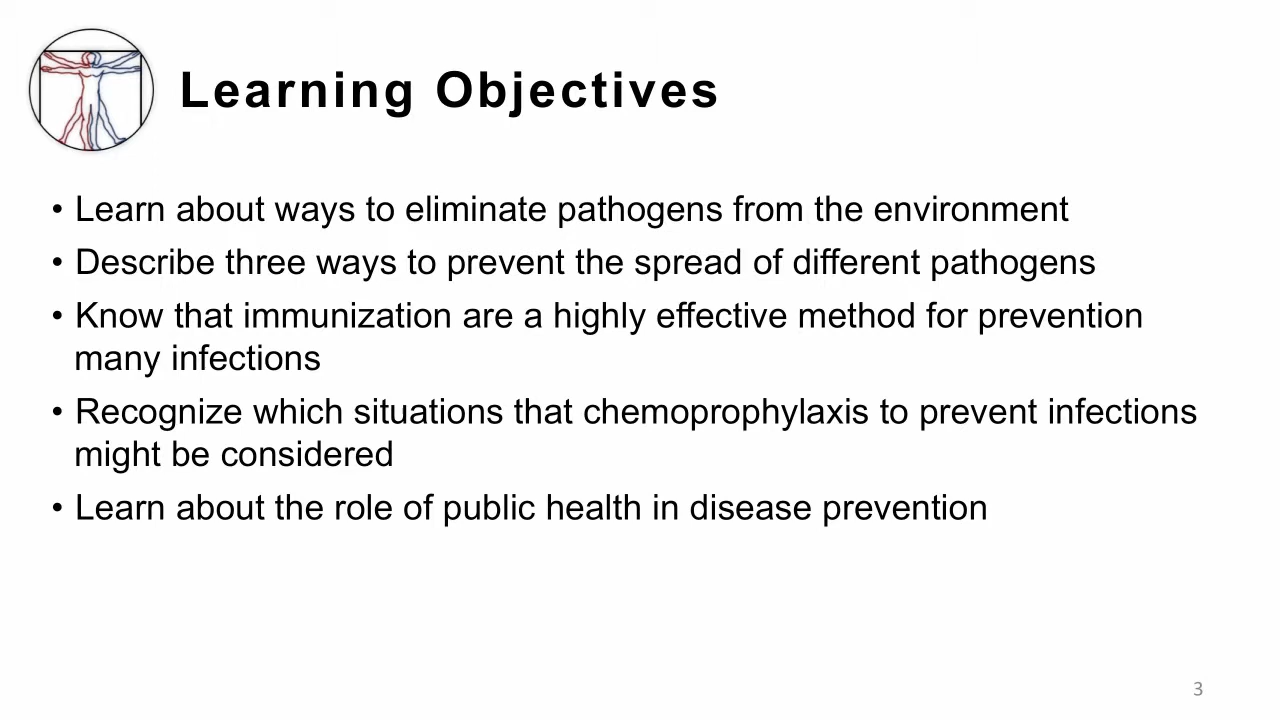 Learning Objectives
• Learn about ways to eliminate pathogens from the environment
• Describe three ways to prevent the spread of different pathogens
• Know that immunization are a highly effective method for prevention
many infections
• Recognize which situations that chemoprophylaxis to prevent infections
might be considered
• Learn about the role of public health in disease prevention
3